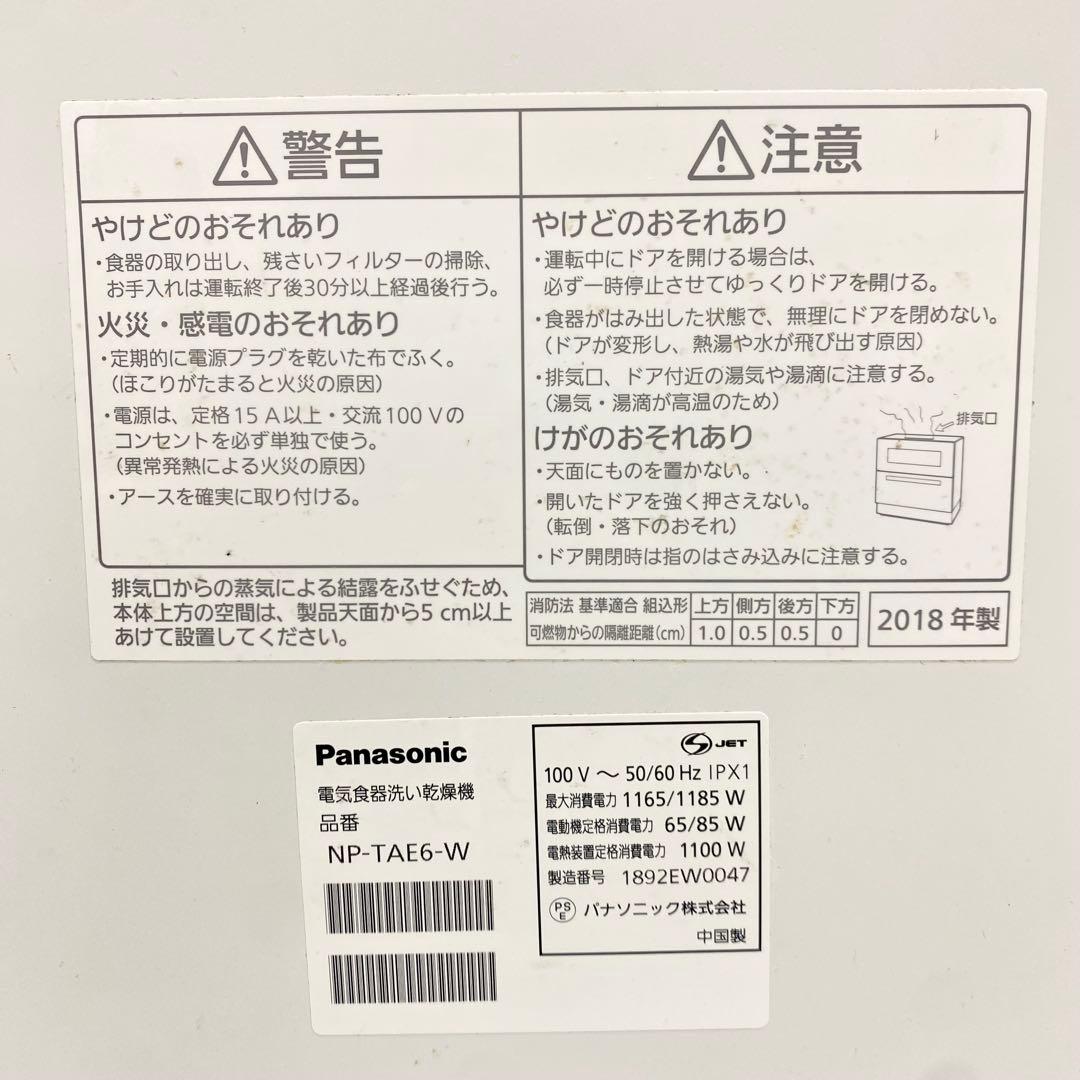 警告
やけどのおそれあり
・食器の取り出し、残さいフィルターの掃除、
お手入れは運転終了後30分以上経過後行う。
火災・感電のおそれあり
・定期的に電源プラグを乾いた布でふく。
(ほこりがたまると火災の原因)
・電源は、定格15A以上・交流100Vの
コンセントを必ず単独で使う。
(異常発熱による火災の原因)
・アースを確実に取り付ける。
注意
やけどのおそれあり
・運転中にドアを開ける場合は、
必ず一時停止させてゆっくりドアを開ける。
・食器がはみ出した状態で、無理にドアを閉めない。
(ドアが変形し、熱湯や水が飛び出す原因)
・排気口、ドア付近の湯気や湯滴に注意する。
(湯気・湯滴が高温のため)
排気口
けがのおそれあり
・天面にものを置かない。
・開いたドアを強く押さえない。
(転倒・落下のおそれ)
・ドア開閉時は指のはさみ込みに注意する。
排気口からの蒸気による結露をふせぐため、
本体上方の空間は、製品天面から5cm以上
あけて設置してください。
消防法 基準適合 組込形 上方 側方 後方 下方
可燃物からの隔離距離(cm) 1.0 0.5 0.5 0
2018年製
Panasonic
電気食器洗い乾燥機
品番
NP-TAE6-W
S JET
100 V ～ 50/60 Hz IPX1
最大消費電力 1165/1185 W
電動機定格消費電力 65/85 W
電熱装置定格消費電力 1100 W
製造番号 1892EW0047
PSE パナソニック株式会社
中国製